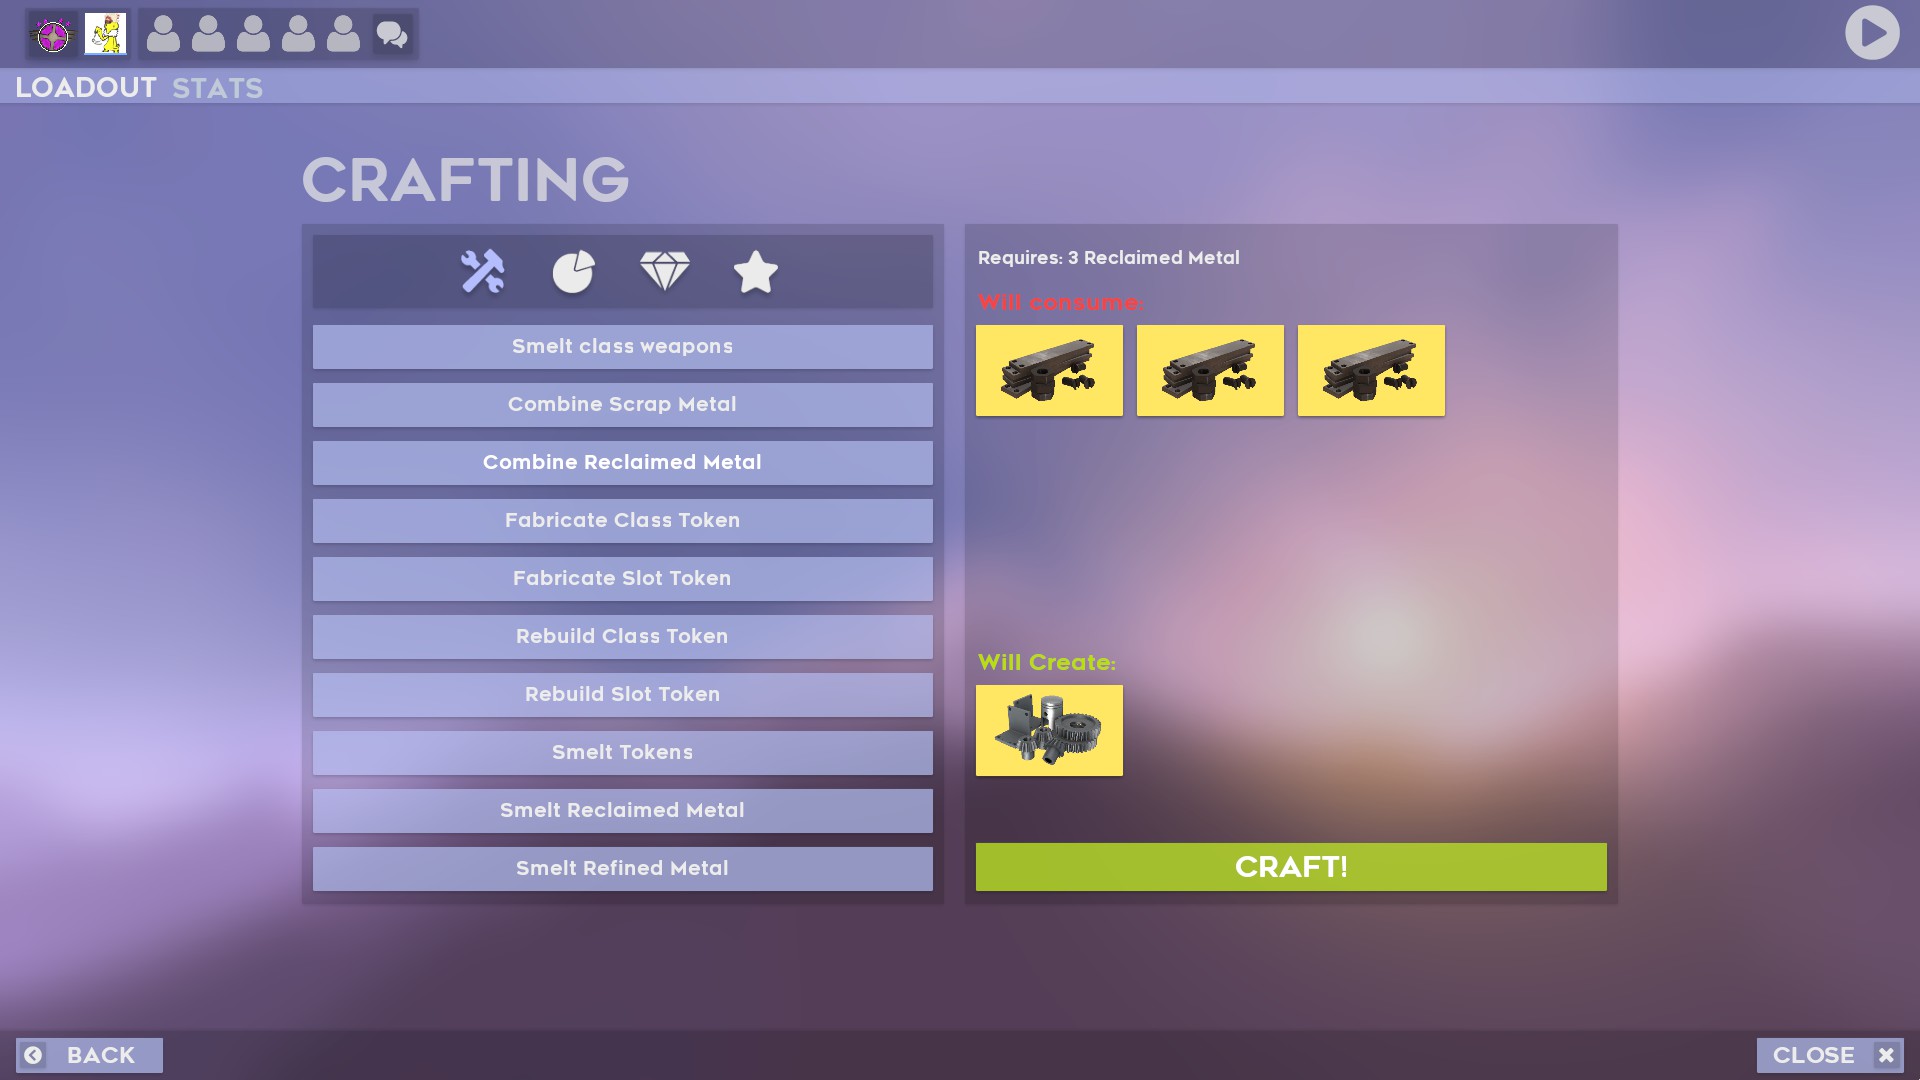 LOADOUT STATS
CRAFTING
Smelt class weapons
Combine Scrap Metal
Combine Reclaimed Metal
Fabricate Class Token
Fabricate Slot Token
Rebuild Class Token
Rebuild Slot Token
Smelt Tokens
Smelt Reclaimed Metal
Smelt Refined Metal
Requires: 3 Reclaimed Metal
Will consume:
Will Create:
CRAFT!
BACK
CLOSE